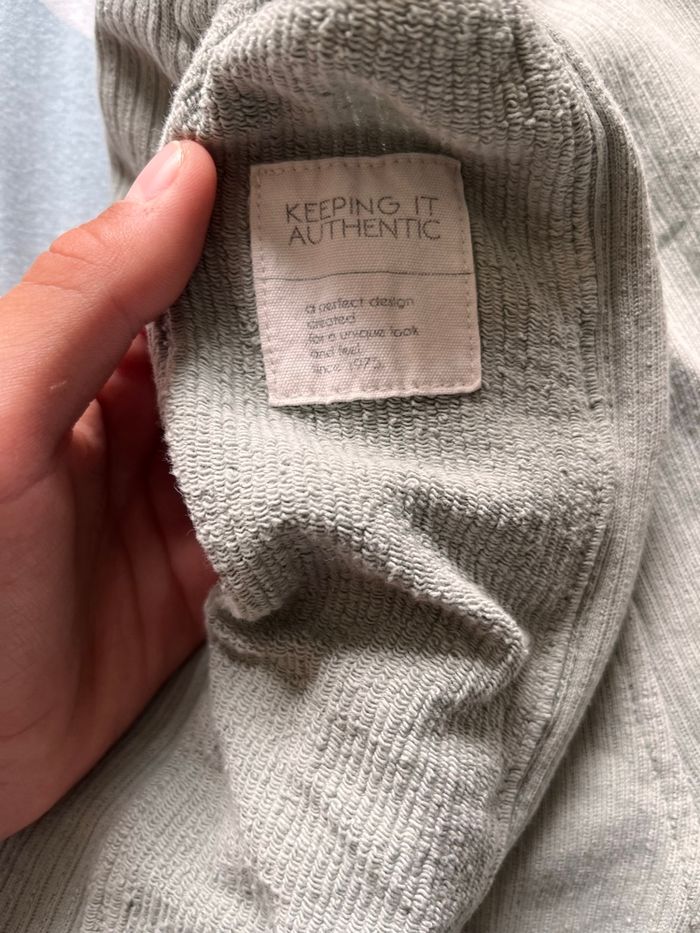 KEEPING IT
AUTHENTIC
a perfect design
created
for a unique look
and feel
since 1975.